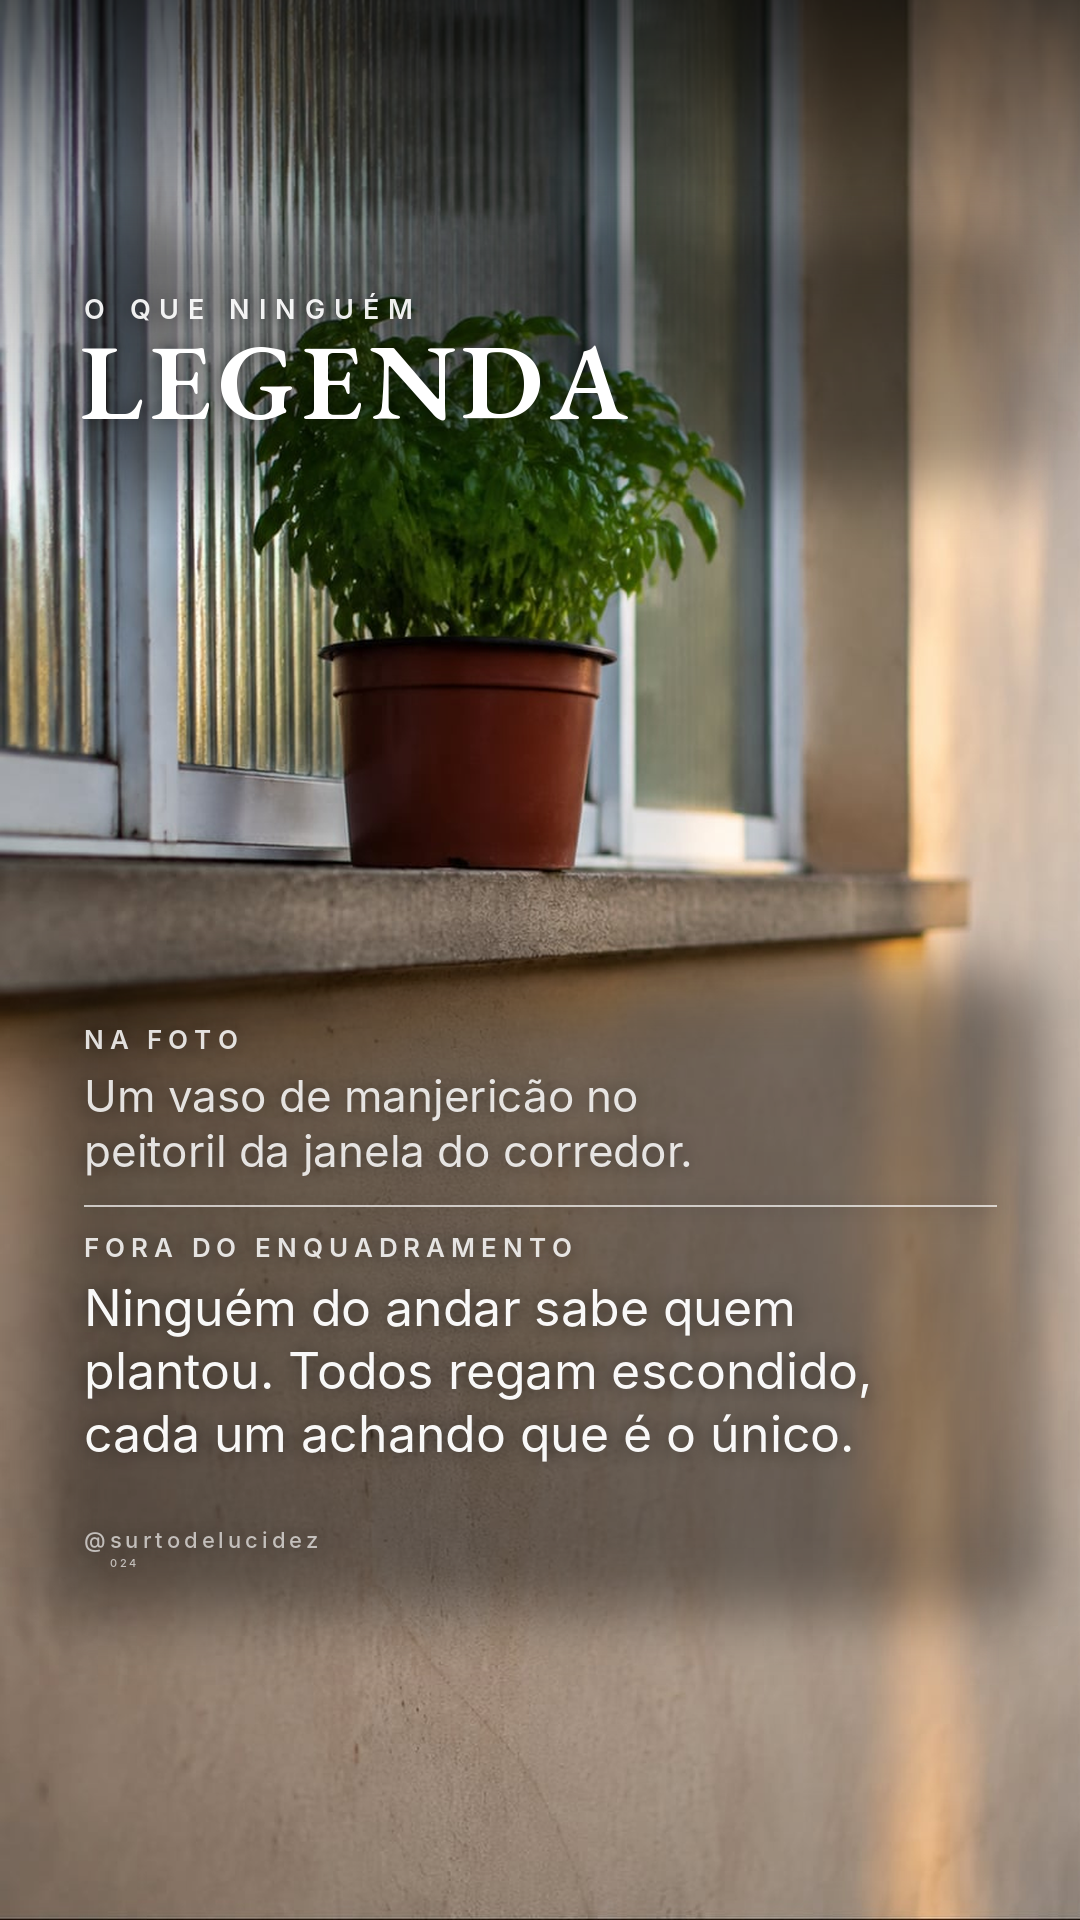 O QUE NINGUÉM
LEGENDA
NA FOTO
Um vaso de manjericão no
peitoril da janela do corredor.
FORA DO ENQUADRAMENTO
Ninguém do andar sabe quem
plantou. Todos regam escondido,
cada um achando que é o único.
@surtodelucidez
024